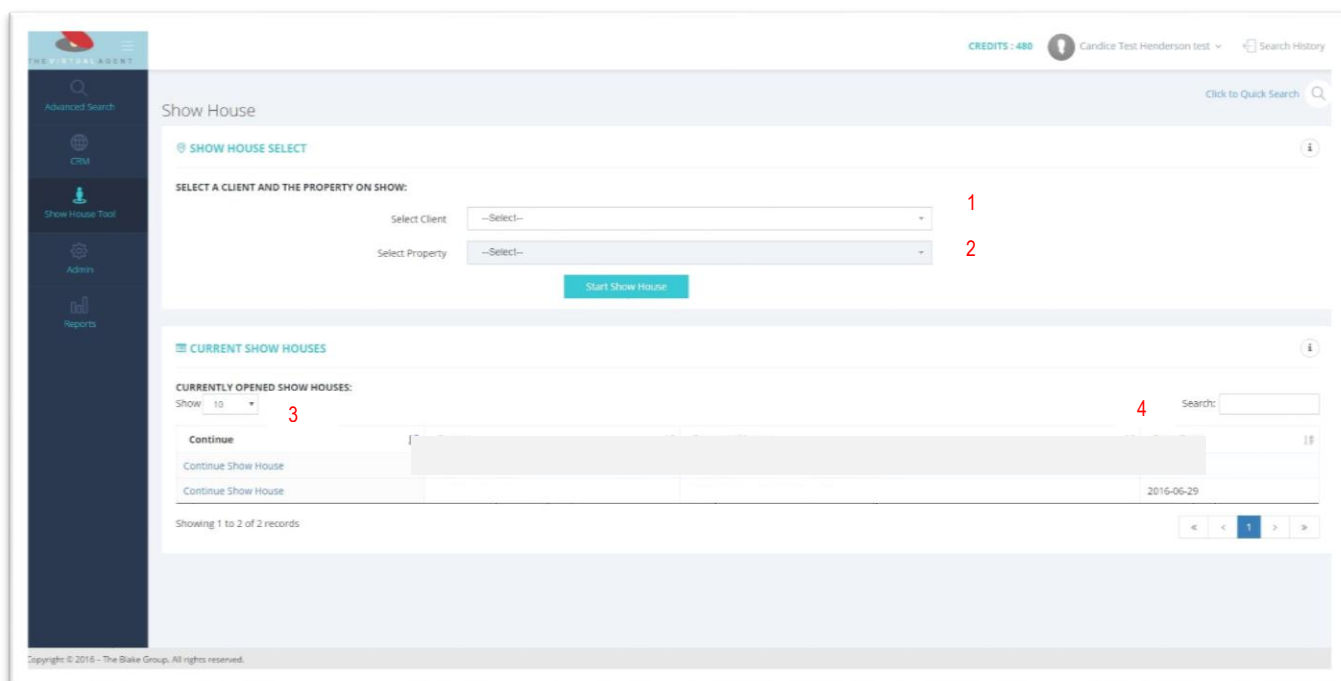 THE VIRTUAL AGENT
CREDITS : 480 Candice Test Henderson test Search History
Advanced Search
CRM
Show House Tool
Admin
Reports
Click to Quick Search
Show House
SHOW HOUSE SELECT
SELECT A CLIENT AND THE PROPERTY ON SHOW:
Select Client --Select-- 1
Select Property --Select-- 2
Start Show House
CURRENT SHOW HOUSES
CURRENTLY OPENED SHOW HOUSES:
Show 10 3 4 Search:
Continue
Continue Show House
Continue Show House 2016-06-29
Showing 1 to 2 of 2 records
« < 1 > »
Copyright © 2016 - The Blake Group. All rights reserved.